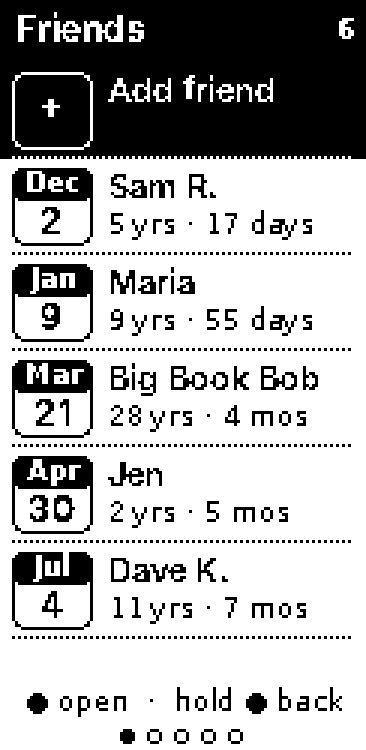 Friends 6
+ Add friend
Dec 2 Sam R.
5 yrs · 17 days
Jan 9 Maria
9 yrs · 55 days
Mar 21 Big Book Bob
28 yrs · 4 mos
Apr 30 Jen
2 yrs · 5 mos
Jul 4 Dave K.
11 yrs · 7 mos
● open · hold ● back